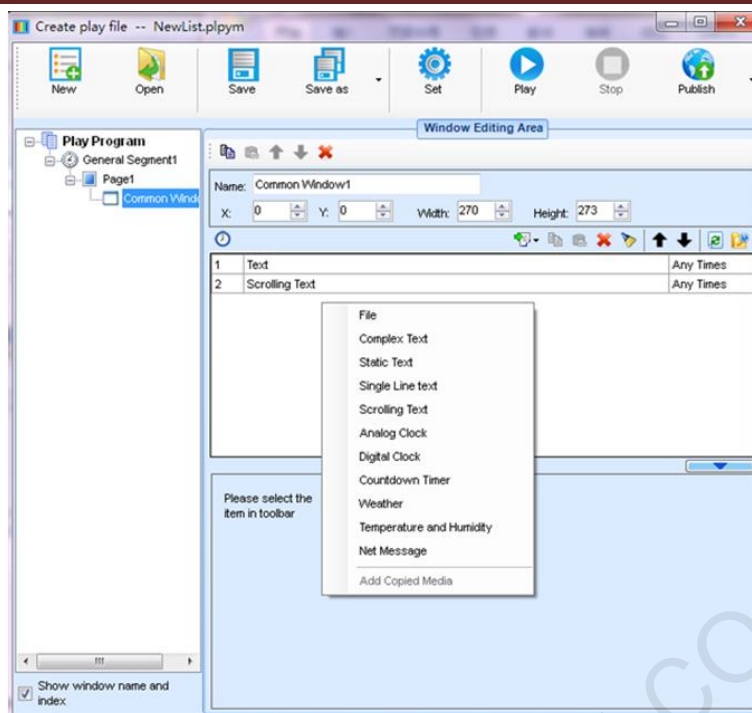 Create play file -- NewList.plpym
New Open Save Save as Set Play Stop Publish
Window Editing Area
Play Program
General Segment1
Page1
Common Wind
Name: Common Window1
X: 0 Y: 0 Width: 270 Height: 273
1 Text Any Times
2 Scrolling Text Any Times
File
Complex Text
Static Text
Single Line text
Scrolling Text
Analog Clock
Digital Clock
Countdown Timer
Weather
Temperature and Humidity
Net Message
Add Copied Media
Please select the
item in toolbar
Show window name and
index
co